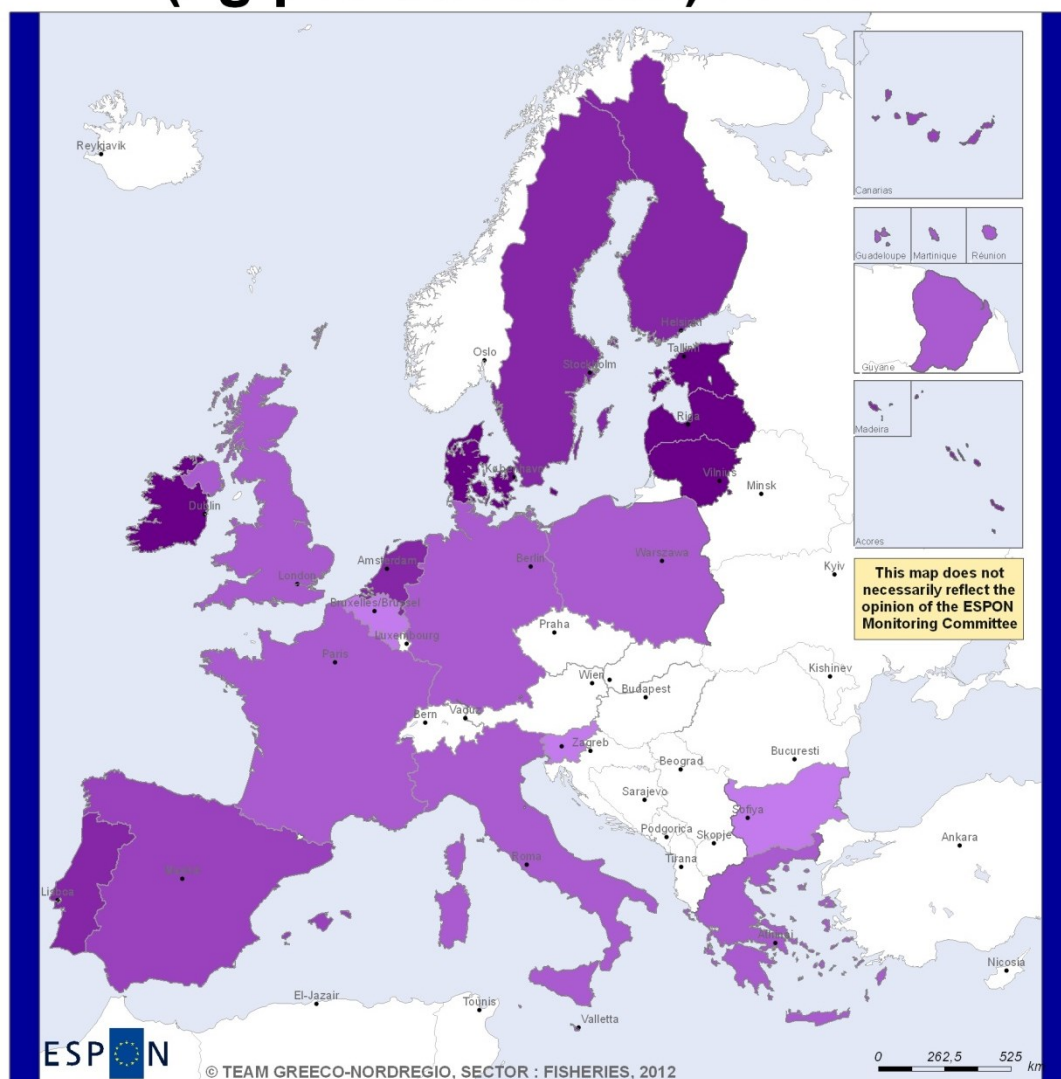 Reykjavik
Canarias
Guadeloupe
Martinique
Réunion
Guyane
Oslo
Helsinki
Tallinn
Stockholm
Riga
Madeira
København
Vilnius
Minsk
Dublin
Acores
Amsterdam
Berlin
Warszawa
London
Kyiv
This map does not
necessarily reflect the
opinion of the ESPON
Monitoring Committee
Bruxelles/Brussel
Luxembourg
Praha
Paris
Kishinev
Wien
Budapest
Bern
Vaduz
Zagreb
Bucuresti
Beograd
Sarajevo
Sofiya
Podgorica
Skopje
Ankara
Tirana
Roma
Madrid
Lisboa
Athinai
Nicosia
El-Jazair
Tounis
Valletta
ESPON
© TEAM GREECO-NORDREGIO, SECTOR : FISHERIES, 2012
0 262,5 525
km